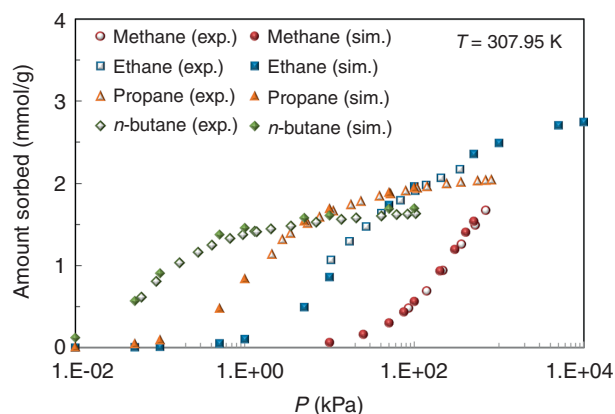 4
3
2
1
0
Amount sorbed (mmol/g)
Methane (exp.) Methane (sim.)
Ethane (exp.) Ethane (sim.)
Propane (exp.) Propane (sim.)
n-butane (exp.) n-butane (sim.)
T = 307.95 K
1.E–02 1.E+00 1.E+02 1.E+04
P (kPa)